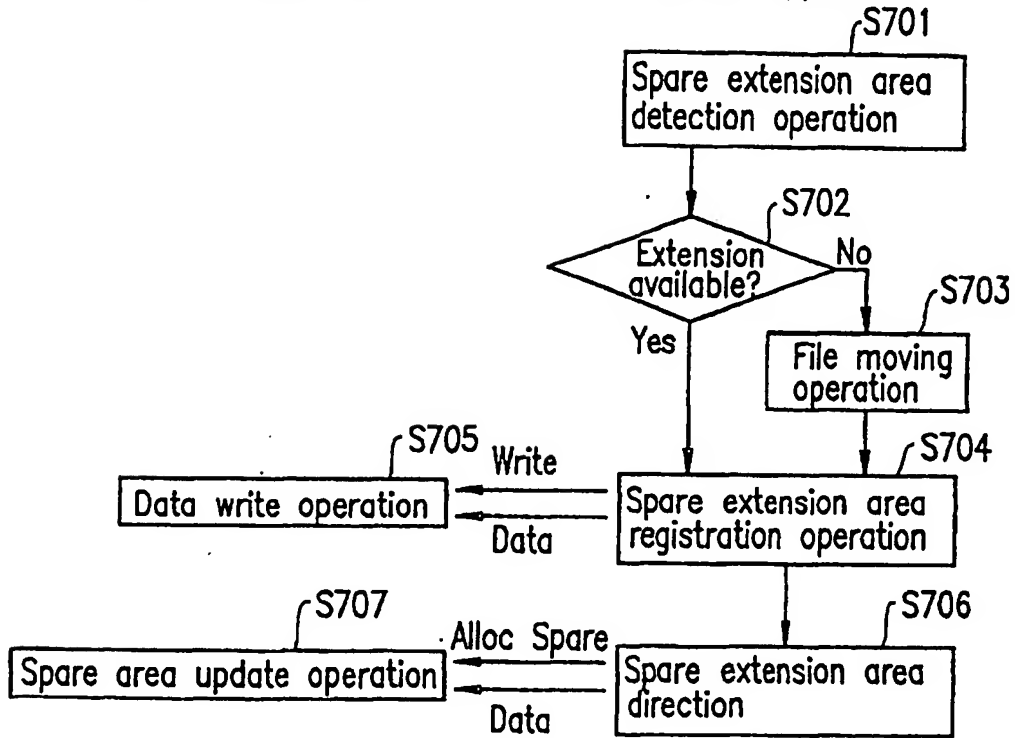 S701
Spare extension area
detection operation
S702
Extension
available?
No
Yes
S703
File moving
operation
S705
Write
S704
Data write operation
Data
Spare extension area
registration operation
S707
Alloc Spare
S706
Spare area update operation
Data
Spare extension area
direction